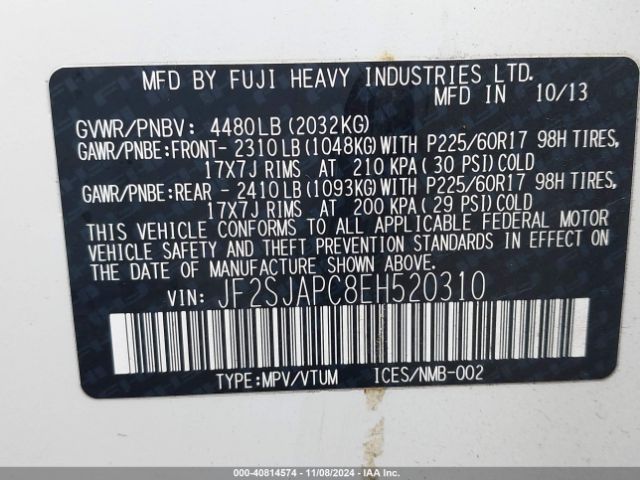 MFD BY FUJI HEAVY INDUSTRIES LTD.
MFD IN 10/13
GVWR/PNBV: 4480LB(2032KG)
GAWR/PNBE:FRONT- 2310LB(1048KG)WITH P225/60R17 98H TIRES,
17X7J RIMS AT 210 KPA(30 PSI)COLD
GAWR/PNBE:REAR - 2410LB(1093KG)WITH P225/60R17 98H TIRES,
17X7J RIMS AT 200 KPA(29 PSI)COLD
THIS VEHICLE CONFORMS TO ALL APPLICABLE FEDERAL MOTOR
VEHICLE SAFETY AND THEFT PREVENTION STANDARDS IN EFFECT ON
THE DATE OF MANUFACTURE SHOWN ABOVE.
VIN: JF2SJAPC8EH520310
TYPE:MPV/VTUM ICES/NMB-002
000-40814574 | 11/08/2024 | IAA Inc.